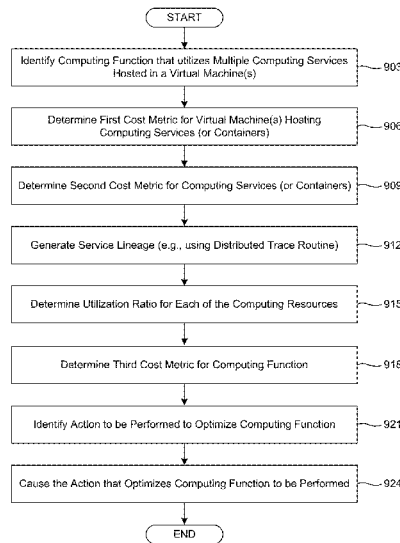 START
Identify Computing Function that utilizes Multiple Computing Services
Hosted in a Virtual Machine(s)
903
Determine First Cost Metric for Virtual Machine(s) Hosting
Computing Services (or Containers)
906
Determine Second Cost Metric for Computing Services (or Containers)
909
Generate Service Lineage (e.g., using Distributed Trace Routine)
912
Determine Utilization Ratio for Each of the Computing Resources
915
Determine Third Cost Metric for Computing Function
918
Identify Action to be Performed to Optimize Computing Function
921
Cause the Action that Optimizes Computing Function to be Performed
924
END